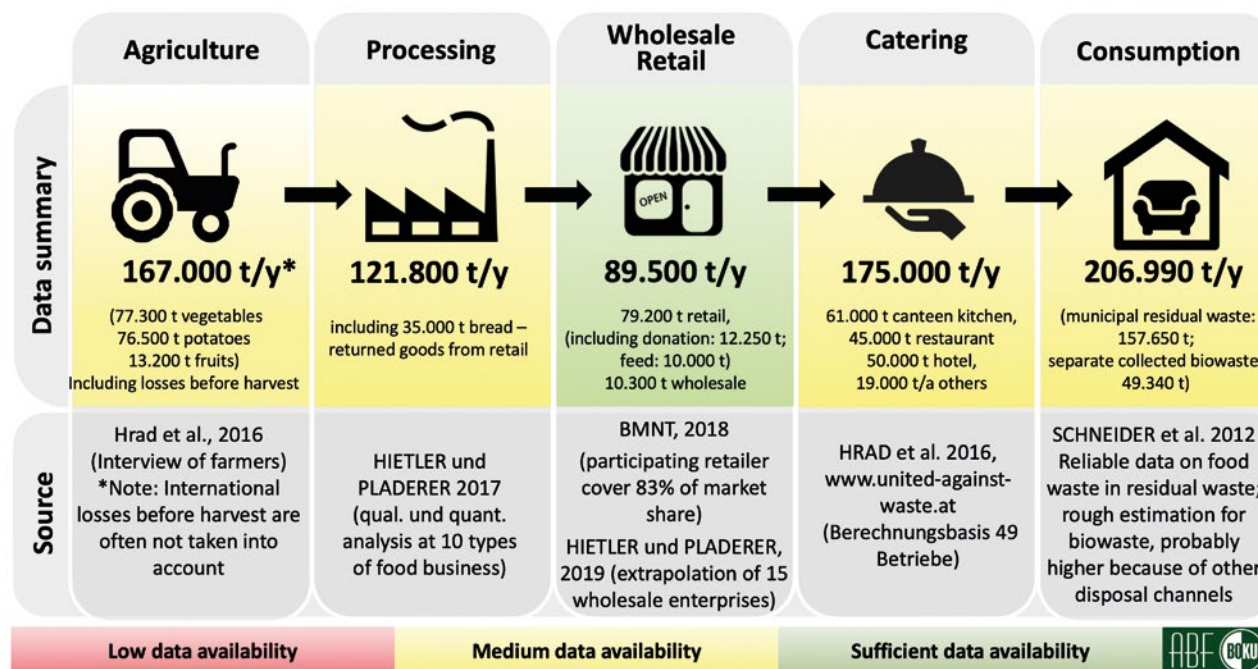 Agriculture
Processing
Wholesale
Retail
Catering
Consumption
Data summary
167.000 t/y*
(77.300 t vegetables
76.500 t potatoes
13.200 t fruits)
Including losses before harvest
121.800 t/y
including 35.000 t bread –
returned goods from retail
OPEN
89.500 t/y
79.200 t retail,
(including donation: 12.250 t;
feed: 10.000 t)
10.300 t wholesale
175.000 t/y
61.000 t canteen kitchen,
45.000 t restaurant
50.000 t hotel,
19.000 t/a others
206.990 t/y
(municipal residual waste:
157.650 t;
separate collected biowaste
49.340 t)
Source
Hrad et al., 2016
(Interview of farmers)
*Note: International
losses before harvest are
often not taken into
account
HIETLER und
PLADERER 2017
(qual. und quant.
analysis at 10 types
of food business)
BMNT, 2018
(participating retailer
cover 83% of market
share)
HIETLER und PLADERER,
2019 (extrapolation of 15
wholesale enterprises)
HRAD et al. 2016,
www.united-against-
waste.at
(Berechnungsbasis 49
Betriebe)
SCHNEIDER et al. 2012
Reliable data on food
waste in residual waste;
rough estimation for
biowaste, probably
higher because of other
disposal channels
Low data availability
Medium data availability
Sufficient data availability
ABF
BOKU